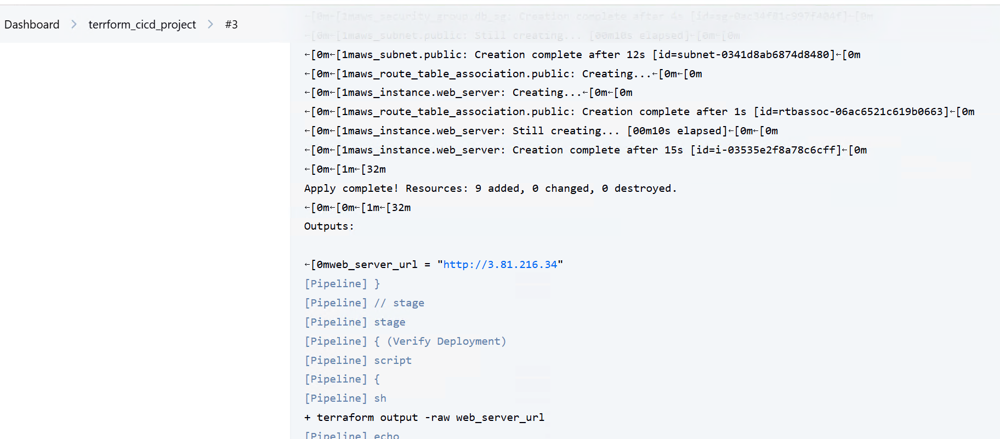 Dashboard > terrform_cicd_project > #3
←[0m←[1maws_security_group.db_sg: Creation complete after 4s [id=sg-0ac34f01c997f404f]←[0m
←[0m←[1maws_subnet.public: Still creating... [00m10s elapsed]←[0m←[0m
←[0m←[1maws_subnet.public: Creation complete after 12s [id=subnet-0341d8ab6874d8480]←[0m
←[0m←[1maws_route_table_association.public: Creating...←[0m←[0m
←[0m←[1maws_instance.web_server: Creating...←[0m←[0m
←[0m←[1maws_route_table_association.public: Creation complete after 1s [id=rtbassoc-06ac6521c619b0663]←[0m
←[0m←[1maws_instance.web_server: Still creating... [00m10s elapsed]←[0m←[0m
←[0m←[1maws_instance.web_server: Creation complete after 15s [id=i-03535e2f8a78c6cff]←[0m
←[0m←[1m←[32m
Apply complete! Resources: 9 added, 0 changed, 0 destroyed.
←[0m←[0m←[1m←[32m
Outputs:
←[0mweb_server_url = "http://3.81.216.34"
[Pipeline] }
[Pipeline] // stage
[Pipeline] stage
[Pipeline] { (Verify Deployment)
[Pipeline] script
[Pipeline] {
[Pipeline] sh
+ terraform output -raw web_server_url
[Pipeline] echo